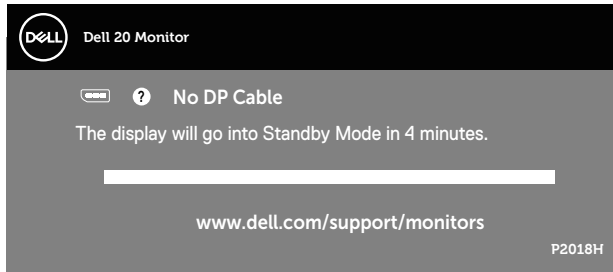 DELL
Dell 20 Monitor
? No DP Cable
The display will go into Standby Mode in 4 minutes.
www.dell.com/support/monitors
P2018H